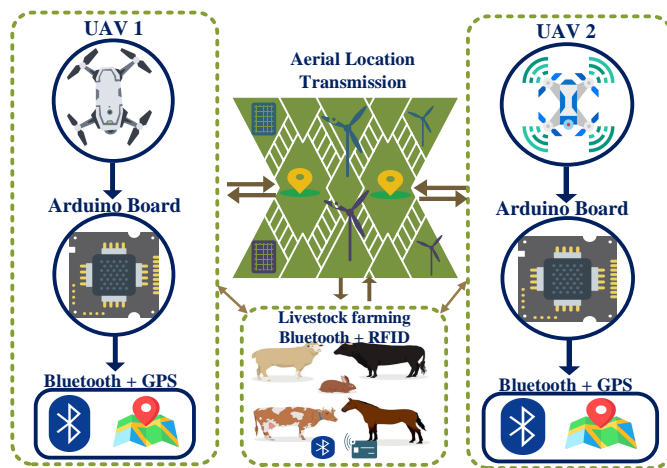 UAV 1
Arduino Board
Bluetooth + GPS
Aerial Location
Transmission
Livestock farming
Bluetooth + RFID
UAV 2
Arduino Board
Bluetooth + GPS